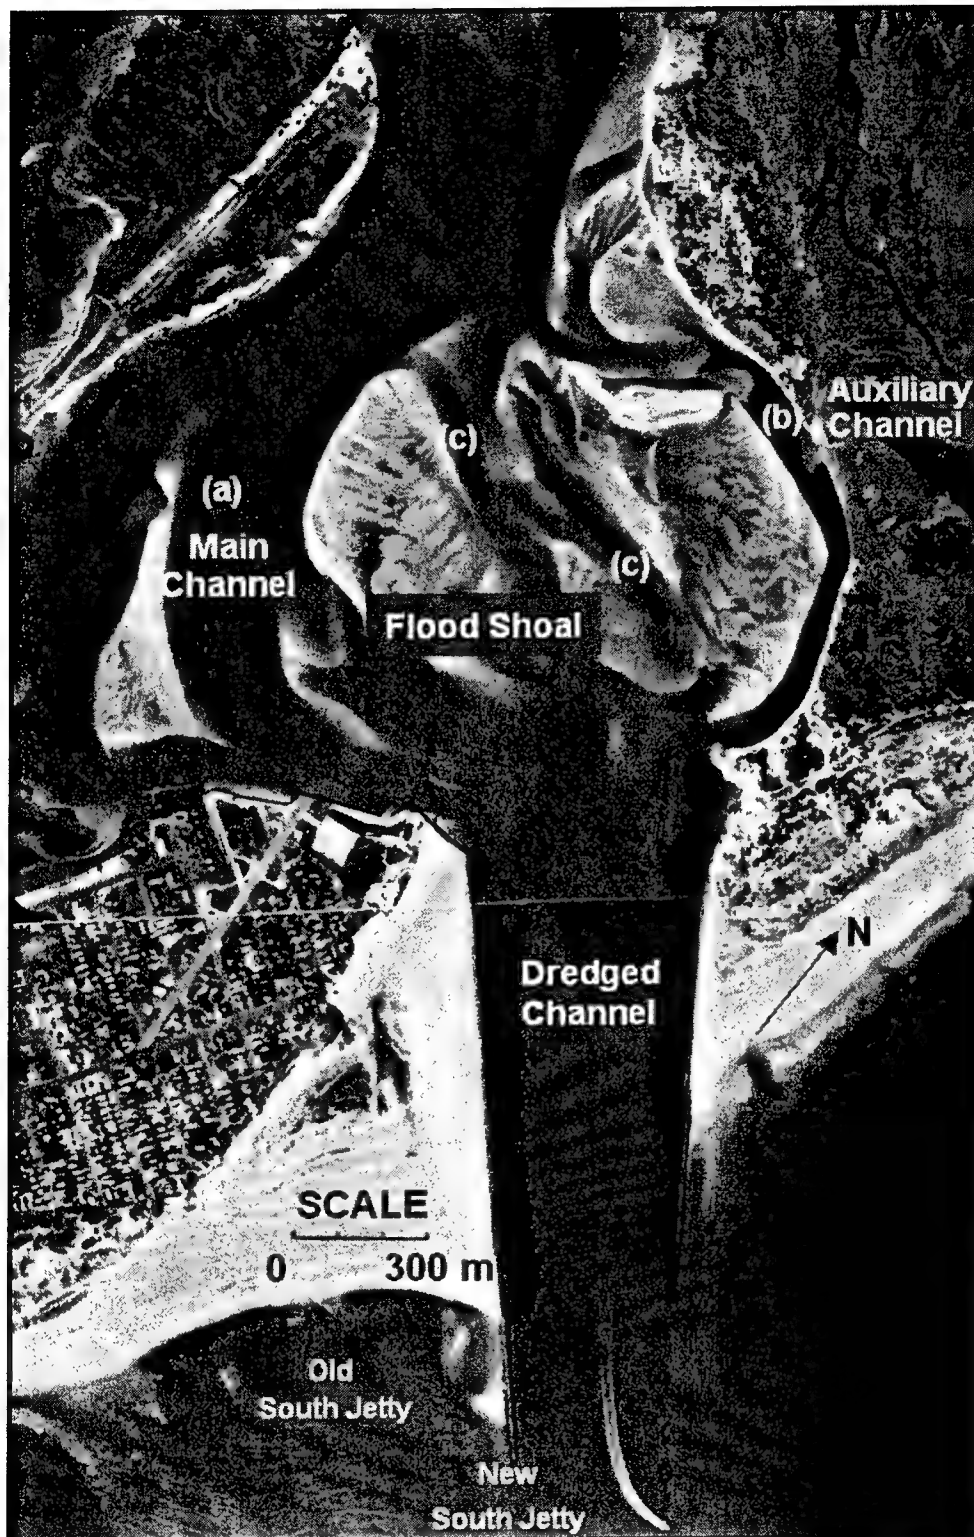 (c)
(b)
Auxiliary
Channel
(a)
Main
Channel
(c)
Flood Shoal
N
Dredged
Channel
SCALE
0 300 m
Old
South Jetty
New
South Jetty